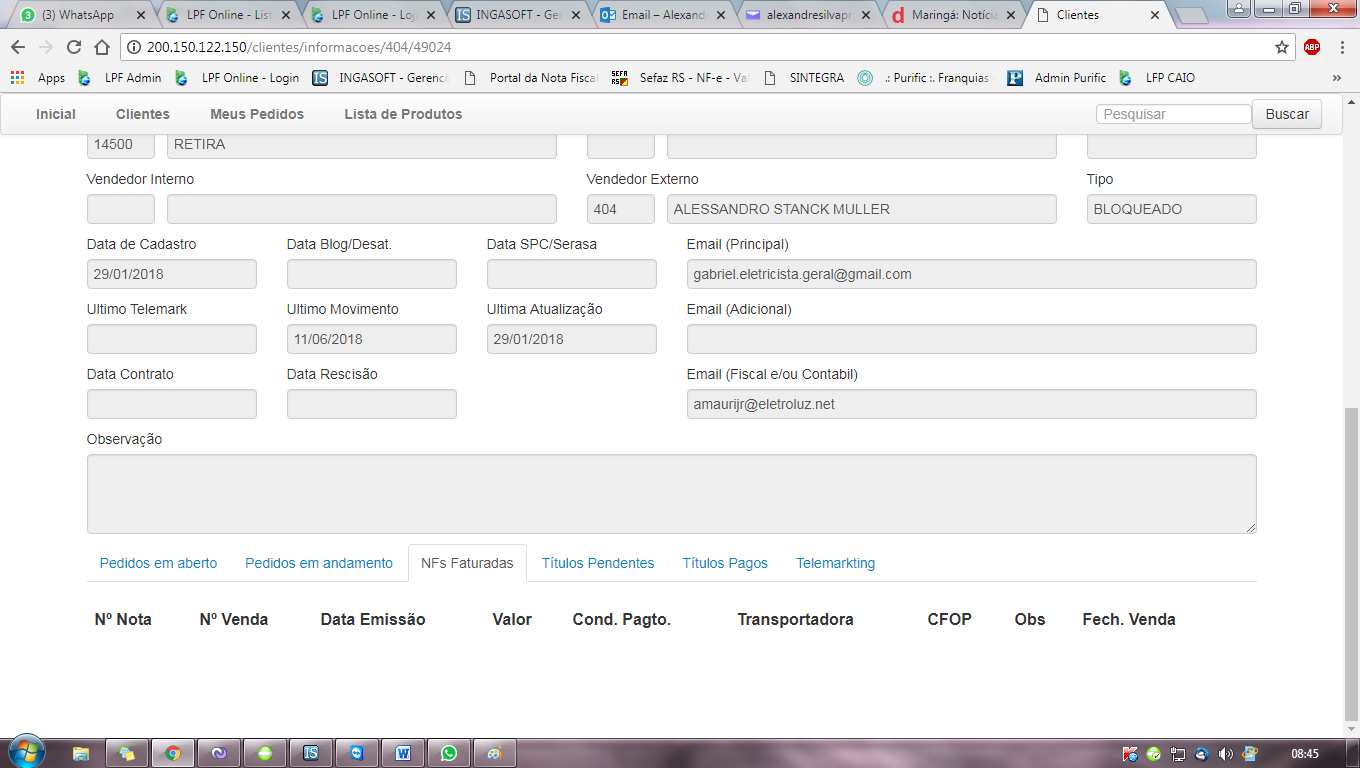 (3) WhatsApp
LPF Online - List
LPF Online - Loja
INGASOFT - Ger
Email – Alexand
alexandresilvapr
Maringá: Notícia
Clientes
200.150.122.150/clientes/informacoes/404/49024
ABP
Apps
LPF Admin
LPF Online - Login
INGASOFT - Gerenci
Portal da Nota Fiscal
Sefaz RS - NF-e - Va
SINTEGRA
.: Purific :. Franquias
Admin Purific
LFP CAIO
»
Inicial
Clientes
Meus Pedidos
Lista de Produtos
Pesquisar
Buscar
14500 RETIRA
Vendedor Interno
Vendedor Externo
Tipo
404 ALESSANDRO STANCK MULLER
BLOQUEADO
Data de Cadastro
Data Blog/Desat.
Data SPC/Serasa
Email (Principal)
29/01/2018
gabriel.eletricista.geral@gmail.com
Ultimo Telemark
Ultimo Movimento
Ultima Atualização
Email (Adicional)
11/06/2018
29/01/2018
Data Contrato
Data Rescisão
Email (Fiscal e/ou Contabil)
amaurijr@eletroluz.net
Observação
Pedidos em aberto
Pedidos em andamento
NFs Faturadas
Títulos Pendentes
Títulos Pagos
Telemarkting
Nº Nota
Nº Venda
Data Emissão
Valor
Cond. Pagto.
Transportadora
CFOP
Obs
Fech. Venda
08:45